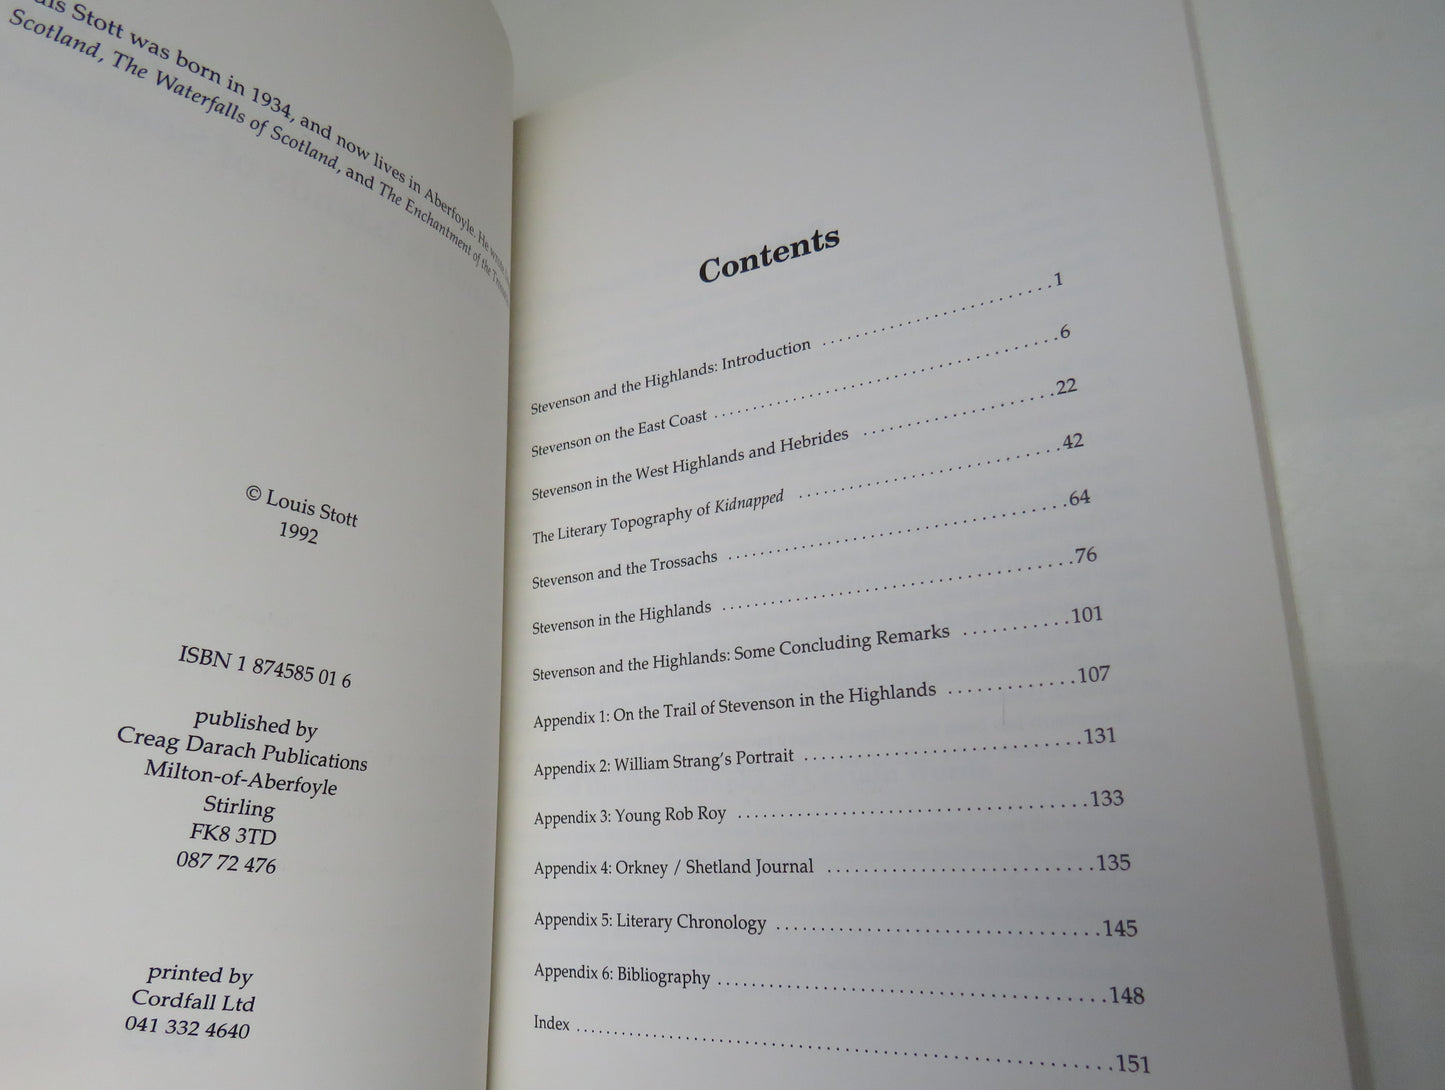 Stott was born in 1934, and now lives in Aberfoyle. He
Scotland, The Waterfalls of Scotland, and The Enchantment of the
© Louis Stott
1992
ISBN 1 874585 01 6
published by
Creag Darach Publications
Milton-of-Aberfoyle
Stirling
FK8 3TD
087 72 476
printed by
Cordfall Ltd
041 332 4640
Contents
Stevenson and the Highlands: Introduction ........................1
Stevenson on the East Coast ........................6
Stevenson in the West Highlands and Hebrides ........................22
The Literary Topography of Kidnapped ........................42
Stevenson and the Trossachs ........................64
Stevenson in the Highlands ........................76
Stevenson and the Highlands: Some Concluding Remarks ...........101
Appendix 1: On the Trail of Stevenson in the Highlands .............107
Appendix 2: William Strang's Portrait ........................131
Appendix 3: Young Rob Roy ........................133
Appendix 4: Orkney / Shetland Journal ........................135
Appendix 5: Literary Chronology ........................145
Appendix 6: Bibliography ........................148
Index ........................151